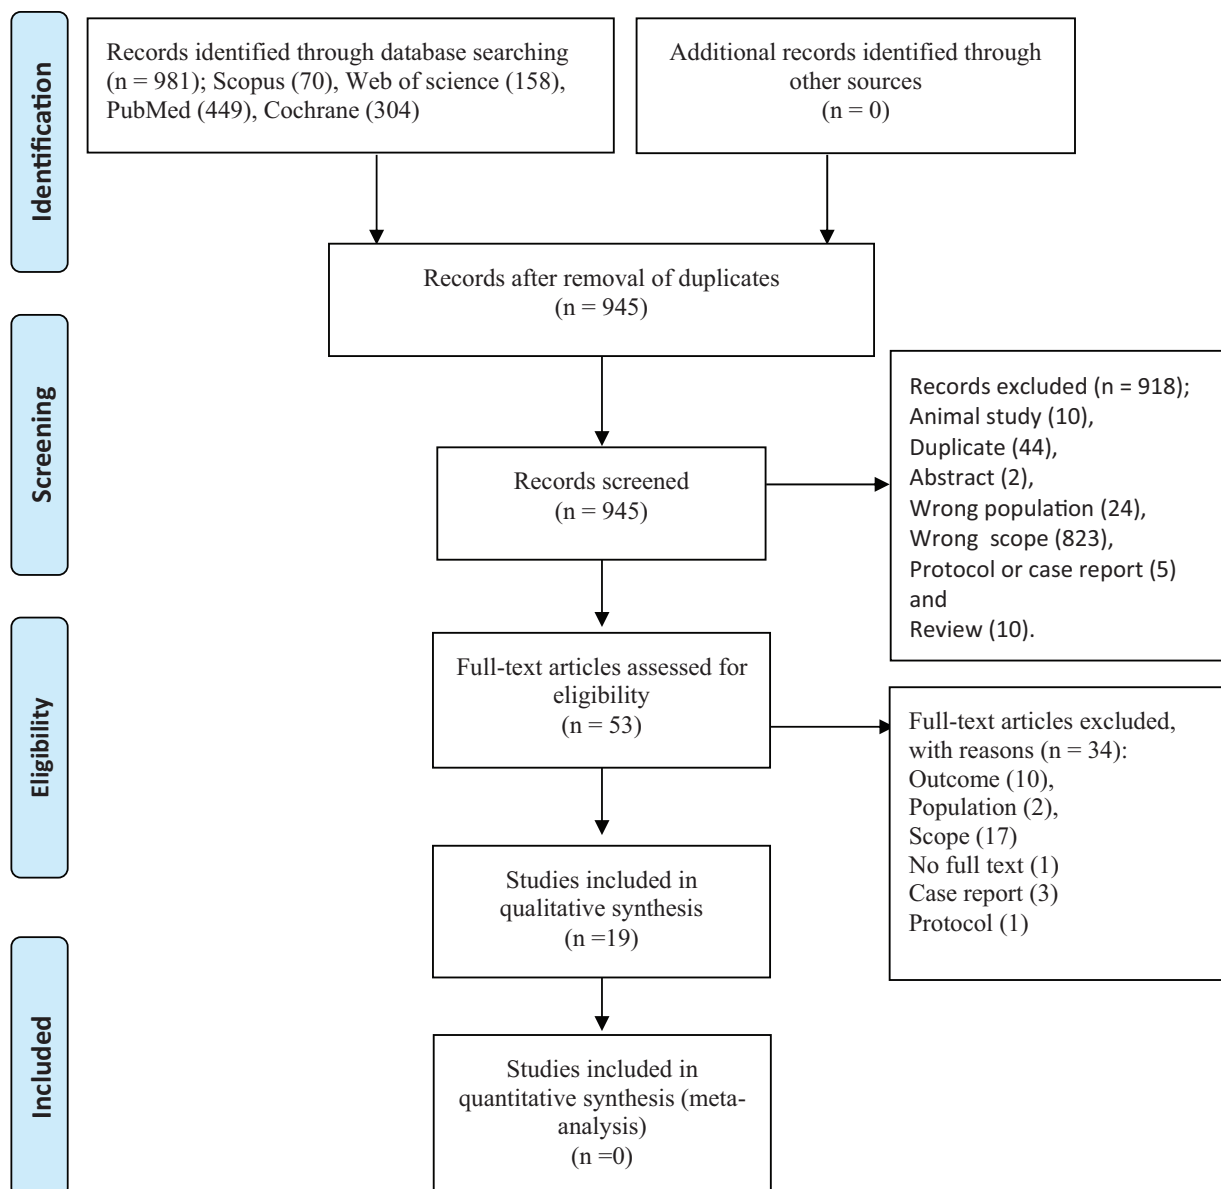 Identification
Records identified through database searching
(n = 981); Scopus (70), Web of science (158),
PubMed (449), Cochrane (304)
Additional records identified through
other sources
(n = 0)
Records after removal of duplicates
(n = 945)
Screening
Records screened
(n = 945)
Records excluded (n = 918);
Animal study (10),
Duplicate (44),
Abstract (2),
Wrong population (24),
Wrong scope (823),
Protocol or case report (5)
and
Review (10).
Eligibility
Full-text articles assessed for
eligibility
(n = 53)
Full-text articles excluded,
with reasons (n = 34):
Outcome (10),
Population (2),
Scope (17)
No full text (1)
Case report (3)
Protocol (1)
Studies included in
qualitative synthesis
(n =19)
Included
Studies included in
quantitative synthesis (meta-
analysis)
(n =0)